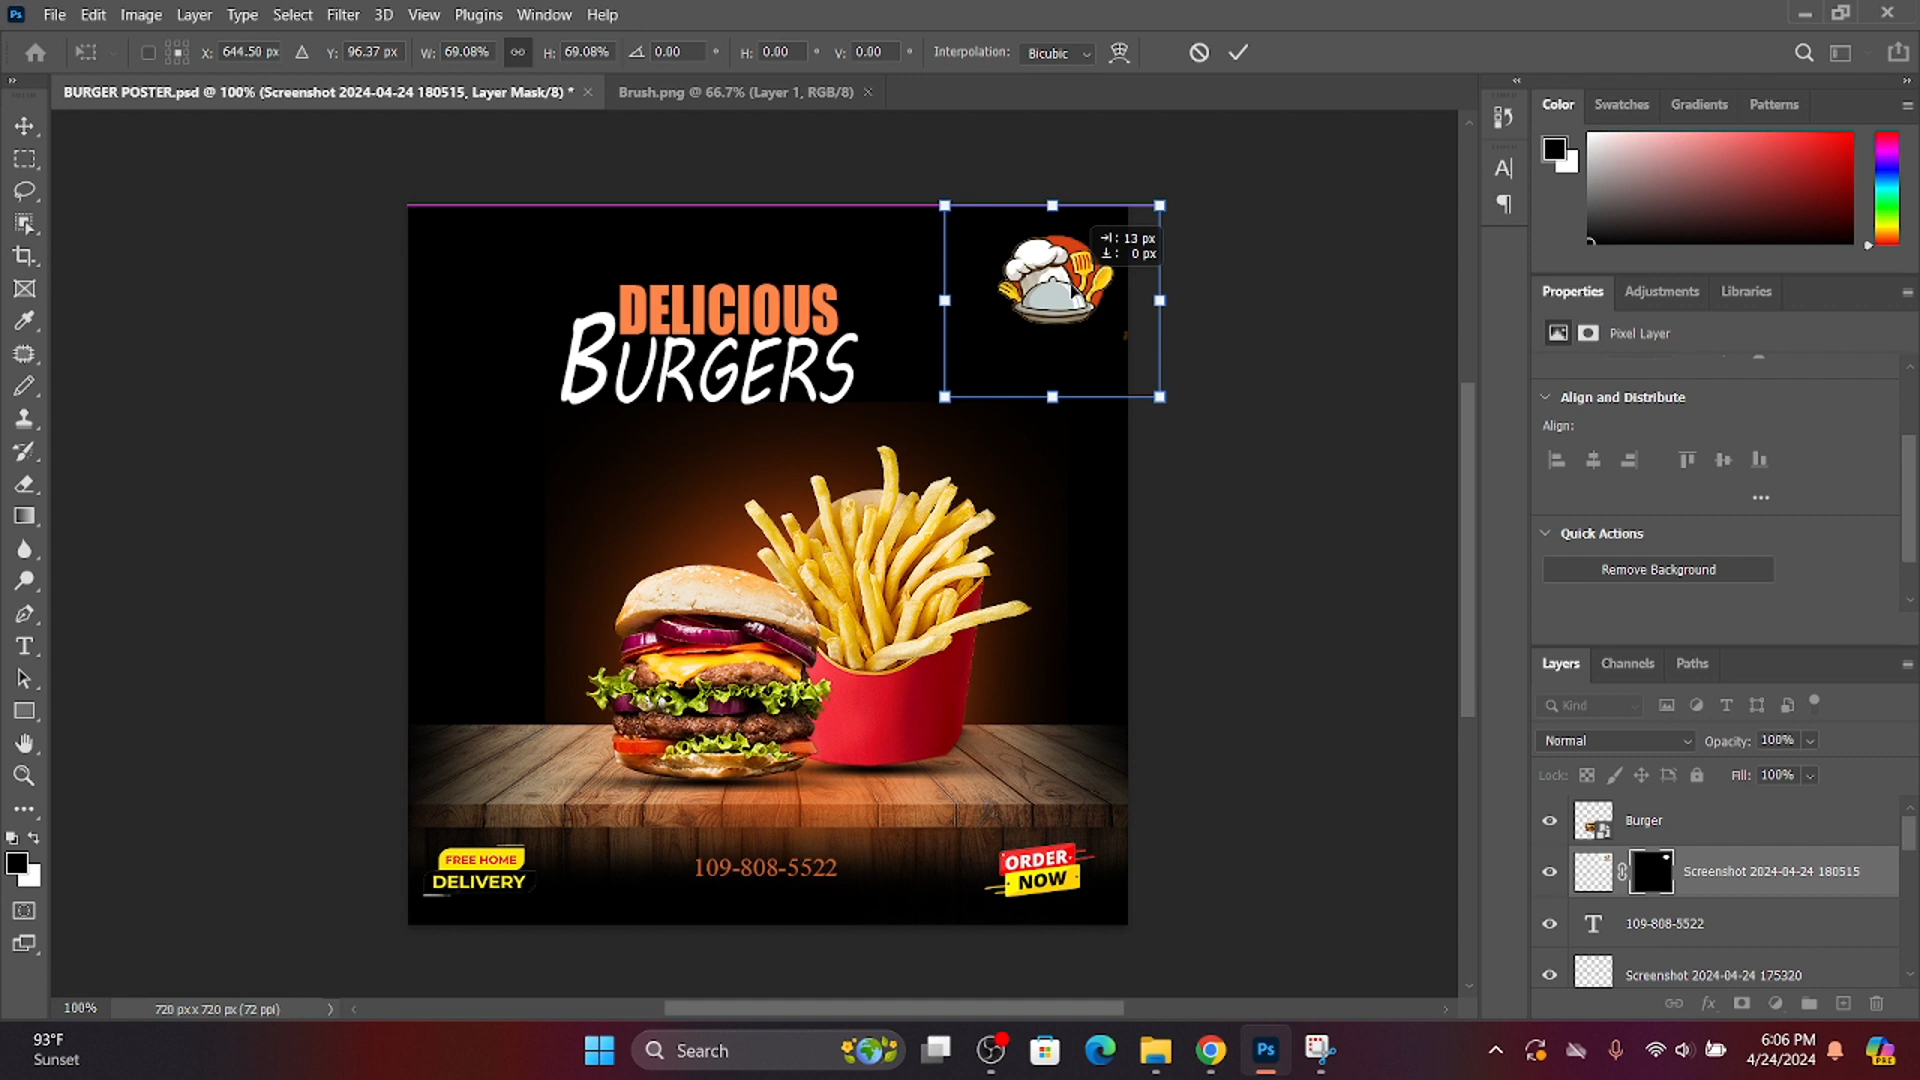 Ps File Edit Image Layer Type Select Filter 3D View Plugins Window Help
X: 644.50 px Y: 96.37 px W: 69.08% H: 69.08% 0.00 ° H: 0.00 ° V: 0.00 ° Interpolation: Bicubic
BURGER POSTER.psd @ 100% (Screenshot 2024-04-24 180515, Layer Mask/8) * × Brush.png @ 66.7% (Layer 1, RGB/8) ×
Color Swatches Gradients Patterns
: 13 px
: 0 px
DELICIOUS
BURGERS
Properties Adjustments Libraries
Pixel Layer
Align and Distribute
Align:
Quick Actions
Remove Background
Layers Channels Paths
Kind
Normal Opacity: 100%
Lock: Fill: 100%
Burger
Screenshot 2024-04-24 180515
T 109-808-5522
Screenshot 2024-04-24 175320
FREE HOME
DELIVERY
109-808-5522
ORDER
NOW
100% 720 px x 720 px (72 ppi)
93°F
Sunset
Search
Ps
6:06 PM
4/24/2024
PRE